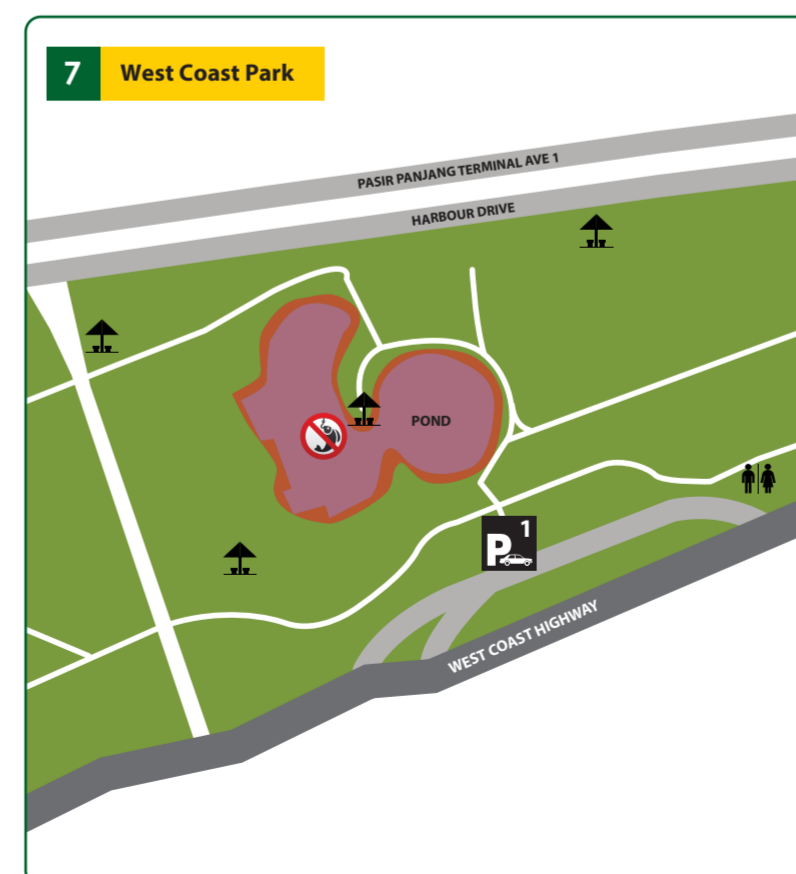 7
West Coast Park
PASIR PANJANG TERMINAL AVE 1
HARBOUR DRIVE
POND
P 1
WEST COAST HIGHWAY